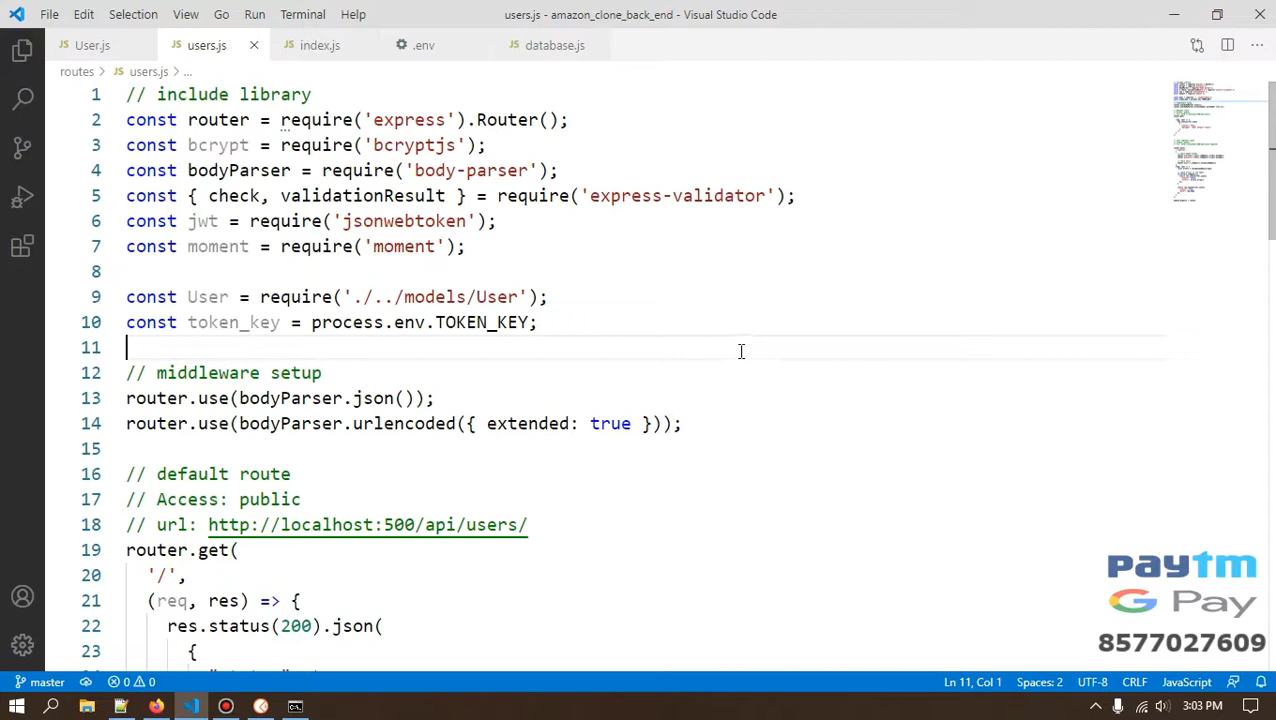 File Edit Selection View Go Run Terminal Help users.js - amazon_clone_back_end - Visual Studio Code
JS User.js JS users.js JS index.js .env JS database.js
routes > JS users.js > ...
1 // include library
2 const router = require('express').Router();
3 const bcrypt = require('bcryptjs');
4 const bodyParser = require('body-parser');
5 const { check, validationResult } = require('express-validator');
6 const jwt = require('jsonwebtoken');
7 const moment = require('moment');
8
9 const User = require('./../models/User');
10 const token_key = process.env.TOKEN_KEY;
11
12 // middleware setup
13 router.use(bodyParser.json());
14 router.use(bodyParser.urlencoded({ extended: true }));
15
16 // default route
17 // Access: public
18 // url: http://localhost:500/api/users/
19 router.get(
20 '/',
21 (req, res) => {
22 res.status(200).json(
23 {
paytm
G Pay
8577027609
master 0 0 Ln 11, Col 1 Spaces: 2 UTF-8 CRLF JavaScript
3:03 PM